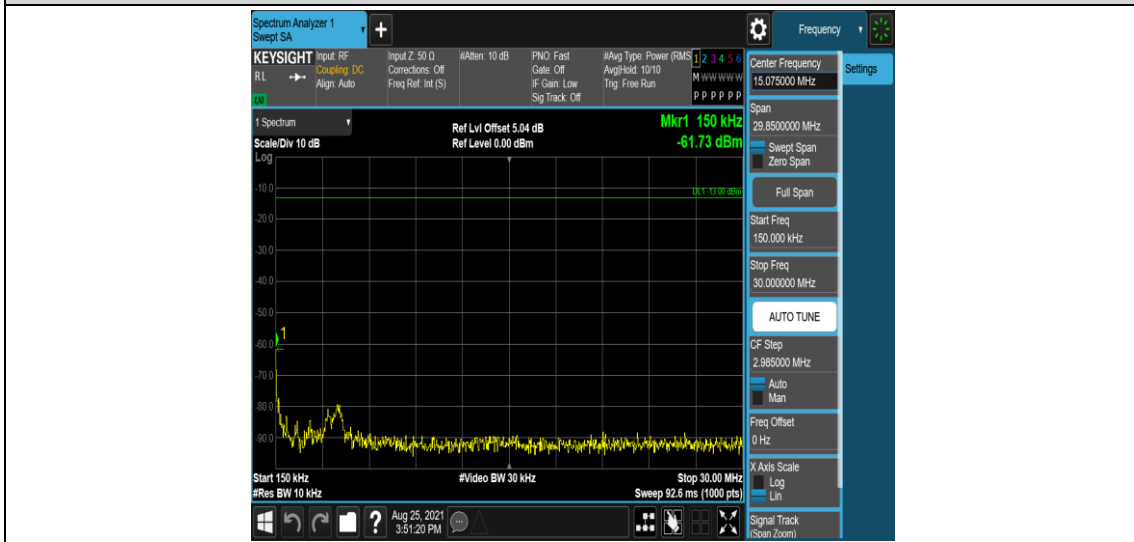 Spectrum Analyzer 1
Swept SA
+
Frequency
KEYSIGHT
RL
Input: RF
Coupling: DC
Align: Auto
Input Z: 50 Ω
Corrections: Off
Freq Ref: Int (S)
#Atten: 10 dB
PNO: Fast
Gate: Off
IF Gain: Low
Sig Track: Off
#Avg Type: Power (RMS
Avg|Hold: 10/10
Trig: Free Run
1 2 3 4 5 6
M W W W W W
P P P P P P
LXI
1 Spectrum
Scale/Div 10 dB
Log
Ref Lvl Offset 5.04 dB
Ref Level 0.00 dBm
Mkr1 150 kHz
-61.73 dBm
DL1 -13.00 dBm
-10.0
-20.0
-30.0
-40.0
-50.0
-60.0
-70.0
-80.0
-90.0
1
Start 150 kHz
#Res BW 10 kHz
#Video BW 30 kHz
Stop 30.00 MHz
Sweep 92.6 ms (1000 pts)
?
Aug 25, 2021
3:51:20 PM
Center Frequency
15.075000 MHz
Settings
Span
29.8500000 MHz
Swept Span
Zero Span
Full Span
Start Freq
150.000 kHz
Stop Freq
30.000000 MHz
AUTO TUNE
CF Step
2.985000 MHz
Auto
Man
Freq Offset
0 Hz
X Axis Scale
Log
Lin
Signal Track
(Span Zoom)